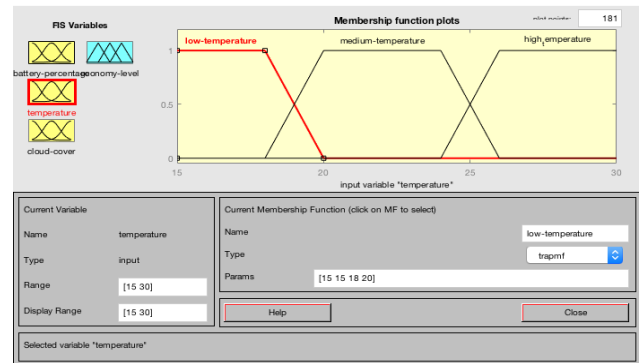 FIS Variables
Membership function plots
plot points:
181
battery-percentage
economy-level
temperature
cloud-cover
low-temperature
medium-temperature
high_temperature
1
0.5
0
15
20
25
30
input variable "temperature"
Current Variable
Name
temperature
Type
input
Range
[15 30]
Display Range
[15 30]
Current Membership Function (click on MF to select)
Name
low-temperature
Type
trapmf
Params
[15 15 18 20]
Help
Close
Selected variable "temperature"